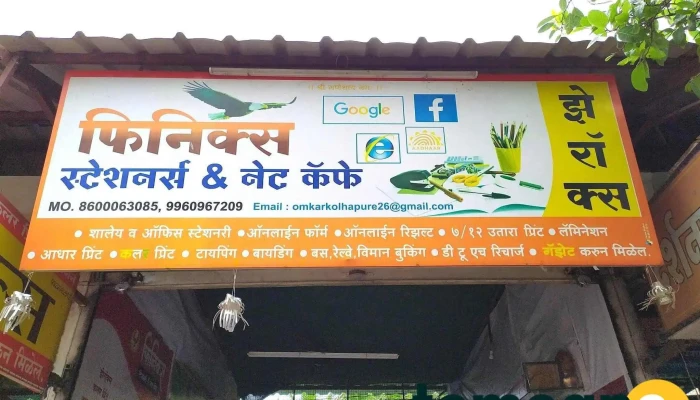 फिनिक्स
स्टेशनर्स & नेट कॅफे
MO. 8600063085, 9960967209 Email : omkarkolhapure26@gmail.com
Google
f
e
AADHAAR
झे
रॉ
क्स
• शालेय व ऑफिस स्टेशनरी •ऑनलाईन फॉर्म •ऑनलाईन रिझल्ट • ७/१२ उतारा प्रिंट •लॅमिनेशन
• आधार प्रिंट •कलर प्रिंट • टायपिंग •बायडिंग •बस,रेल्वे,विमान बुकिंग •डी टू एच रिचार्ज • गॅझेट करुन मिळेल.